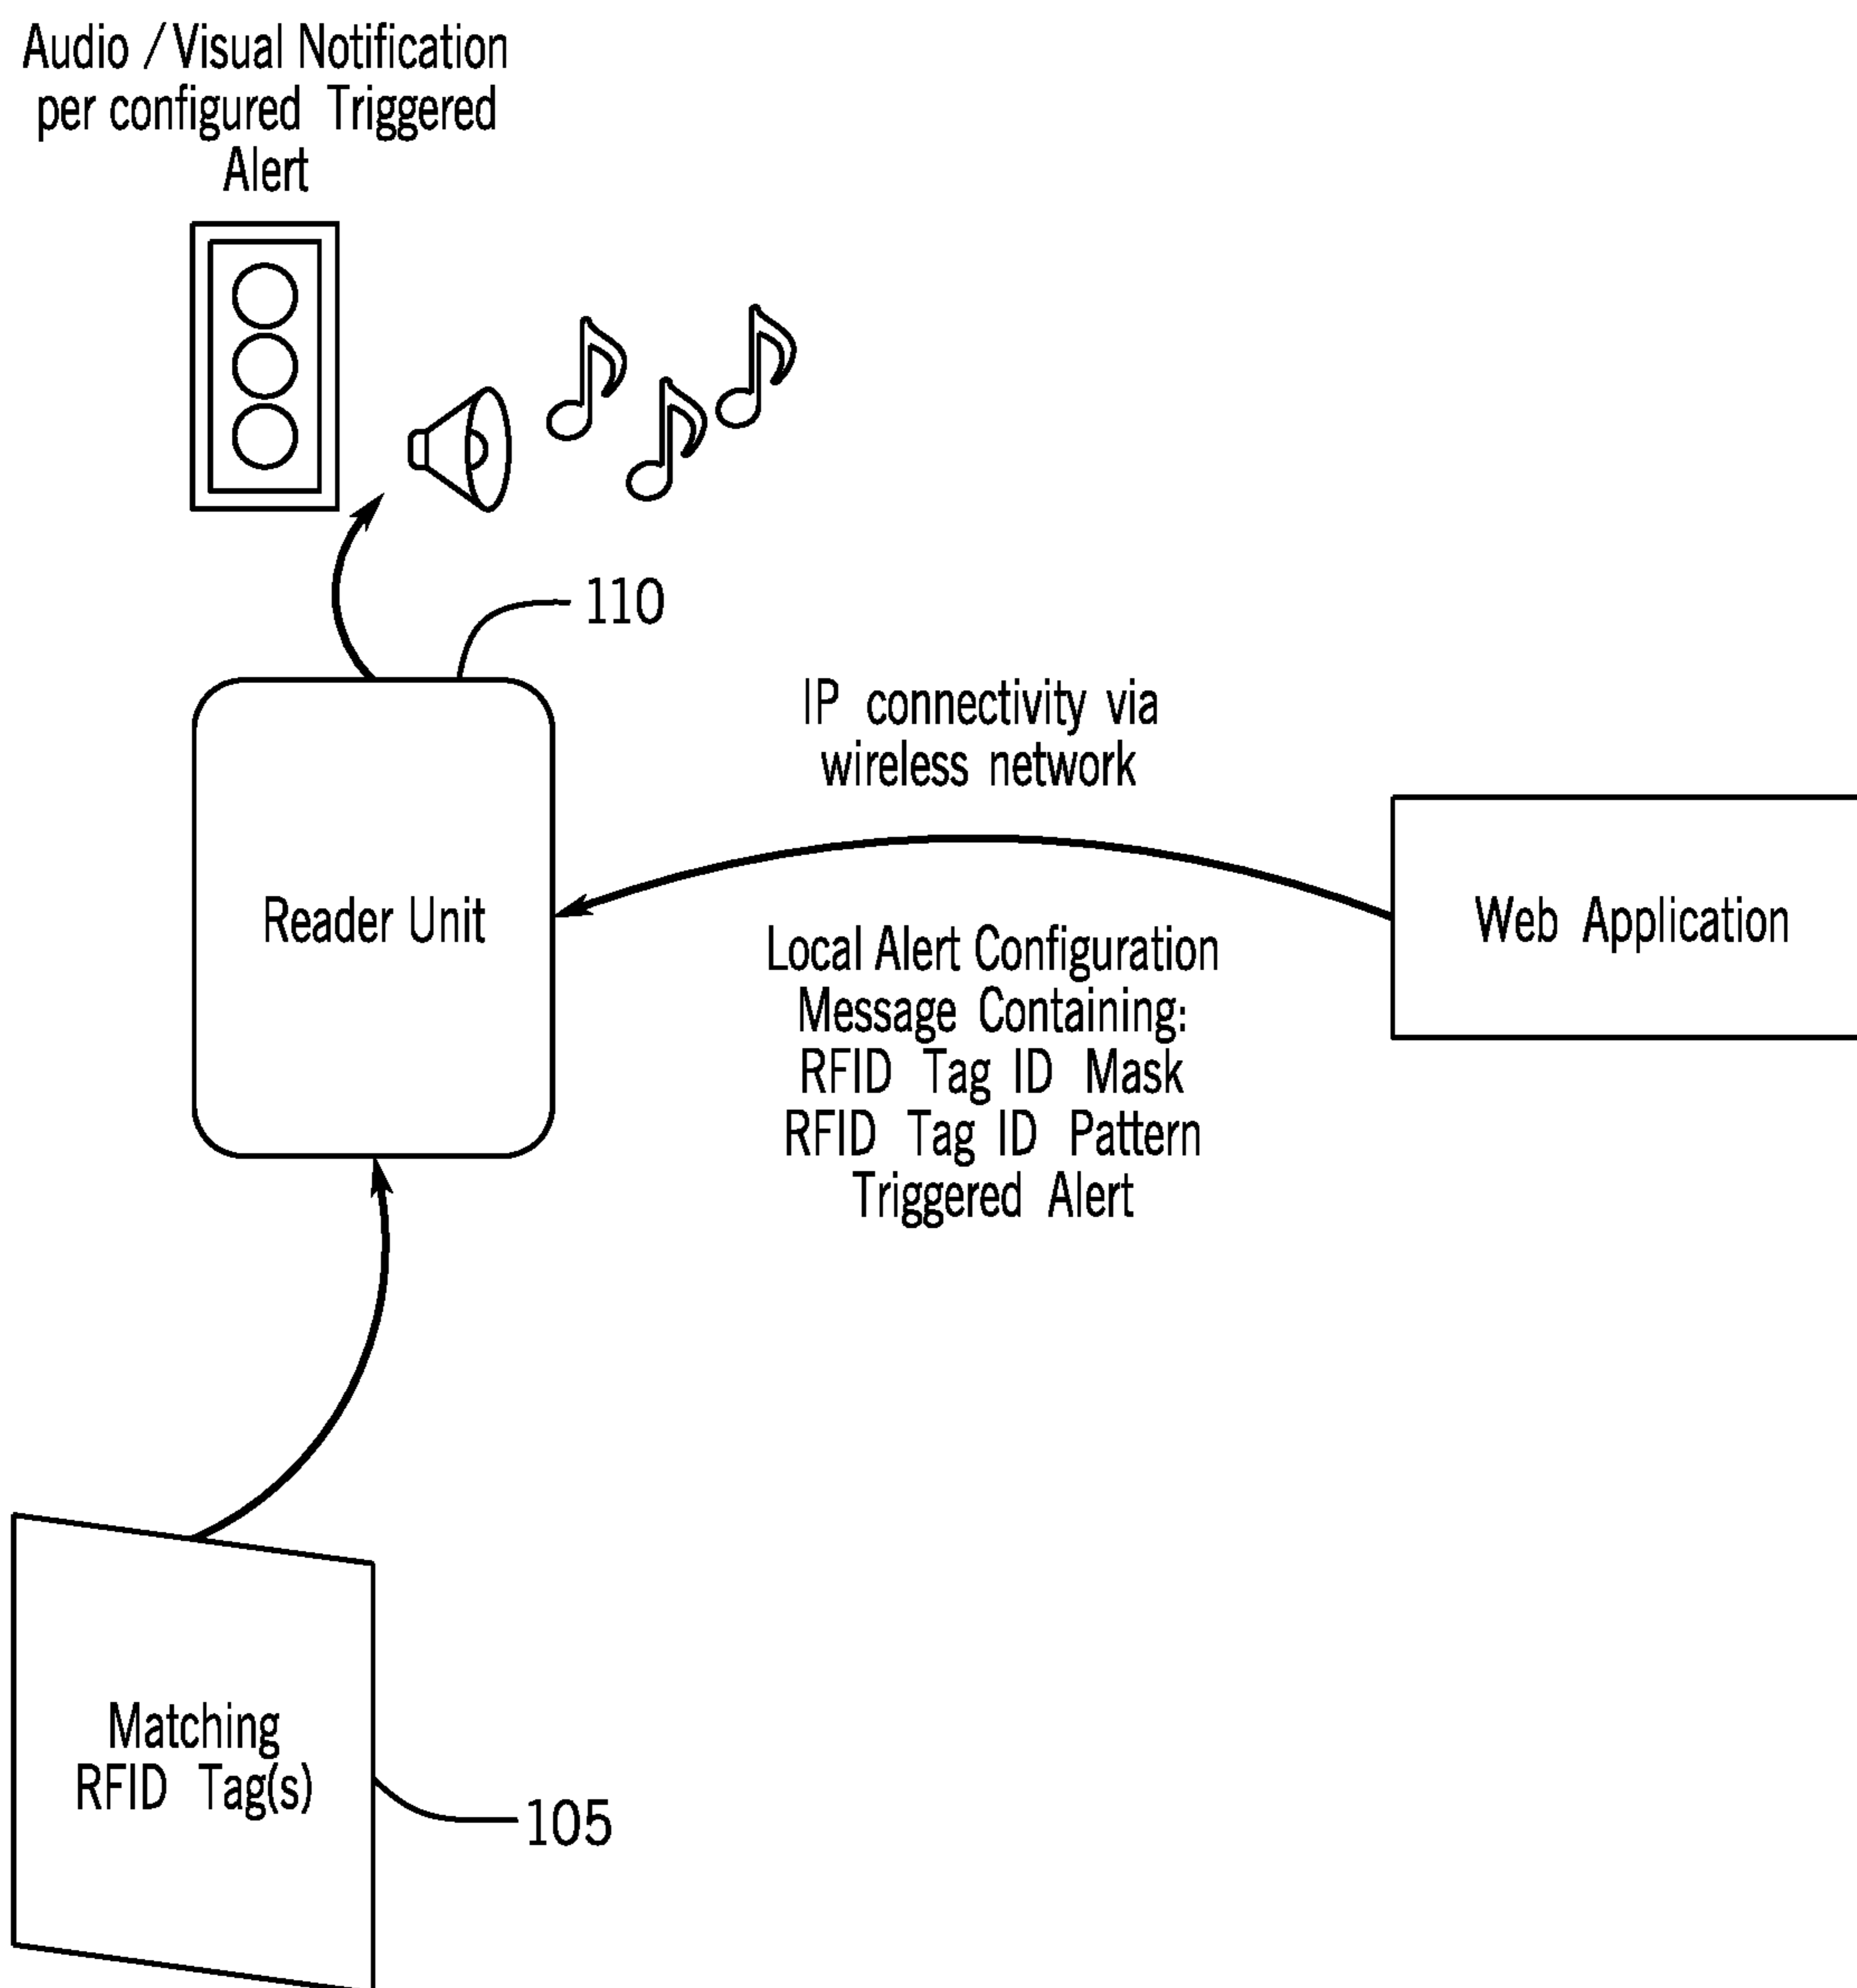 Audio / Visual Notification
per configured Triggered
Alert
110
IP connectivity via
wireless network
Reader Unit
Web Application
Local Alert Configuration
Message Containing:
RFID Tag ID Mask
RFID Tag ID Pattern
Triggered Alert
Matching
RFID Tag(s)
105